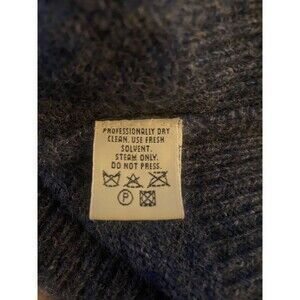 PROFESSIONALLY DRY
CLEAN. USE FRESH
SOLVENT.
STEAM ONLY.
DO NOT PRESS.
P